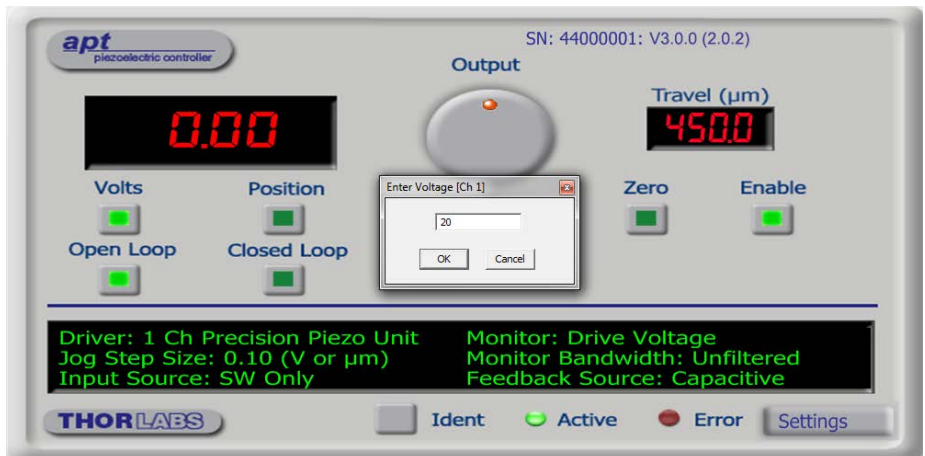 apt
piezoelectric controller
SN: 44000001: V3.0.0 (2.0.2)
Output
Travel (µm)
0.00
450.0
Enter Voltage [Ch 1]
20
OK Cancel
Volts Position Zero Enable
Open Loop Closed Loop
Driver: 1 Ch Precision Piezo Unit
Jog Step Size: 0.10 (V or µm)
Input Source: SW Only
Monitor: Drive Voltage
Monitor Bandwidth: Unfiltered
Feedback Source: Capacitive
THORLABS Ident Active Error Settings